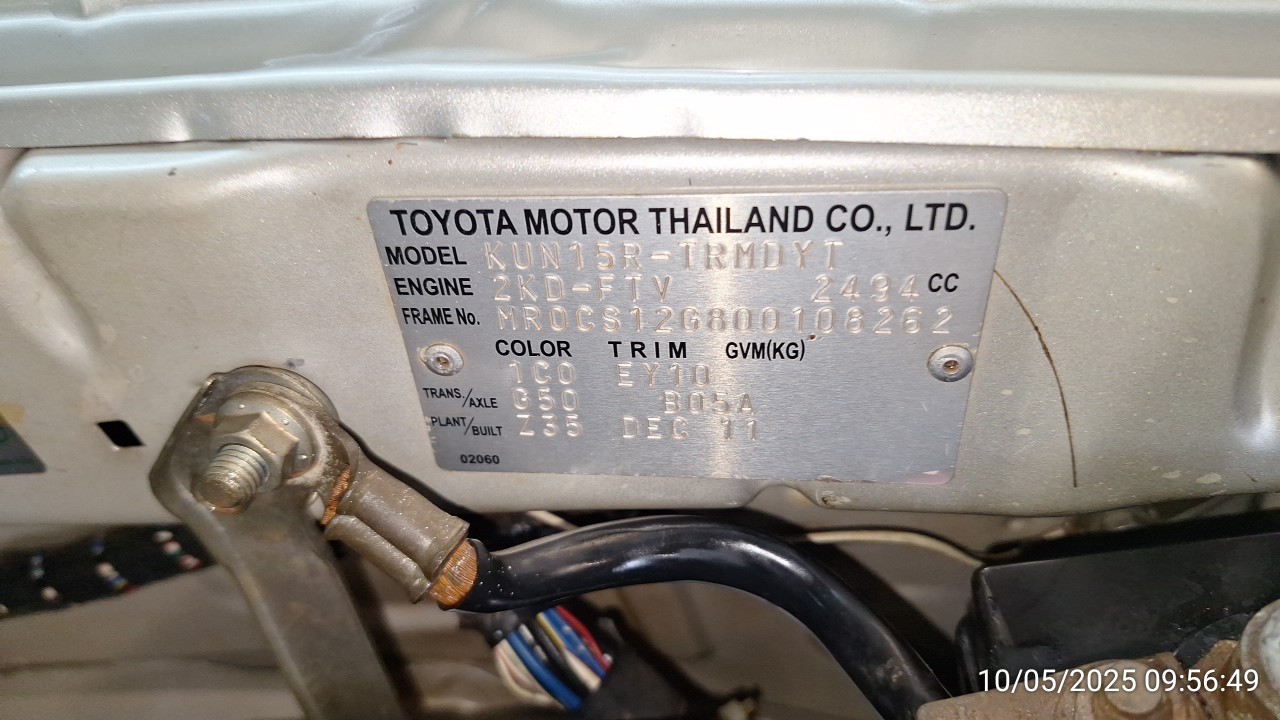 TOYOTA MOTOR THAILAND CO., LTD.
MODEL KUN15R-TRMDYT
ENGINE 2KD-FTV 2494 CC
FRAME No. MR0CS12G800108262
COLOR TRIM GVM(KG)
1C0 EY10
TRANS./AXLE G50 B05A
PLANT/BUILT Z35 DEC 11
02060
10/05/2025 09:56:49